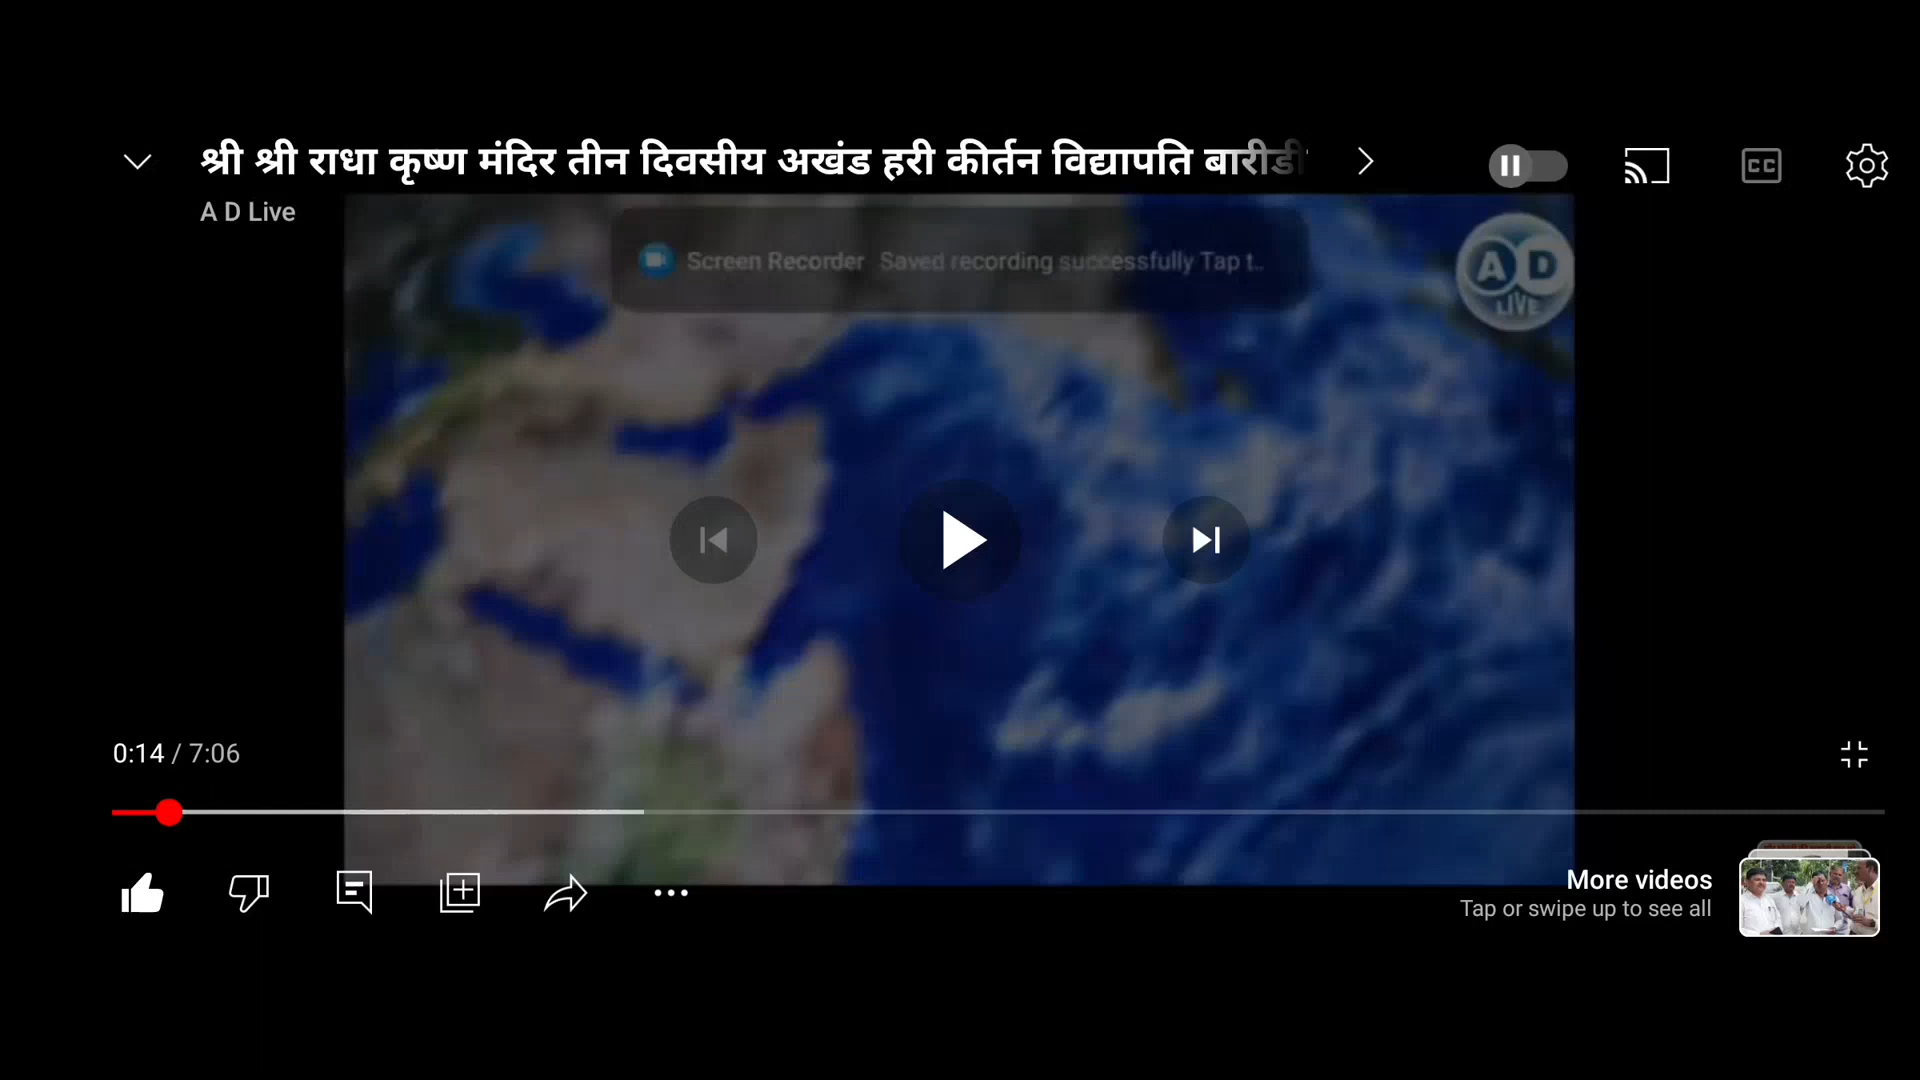 श्री श्री राधा कृष्ण मंदिर तीन दिवसीय अखंड हरी कीर्तन विद्यापति बारीडी
A D Live
CC
Screen Recorder Saved recording successfully Tap t..
A D
LIVE
0:14 / 7:06
More videos
Tap or swipe up to see all